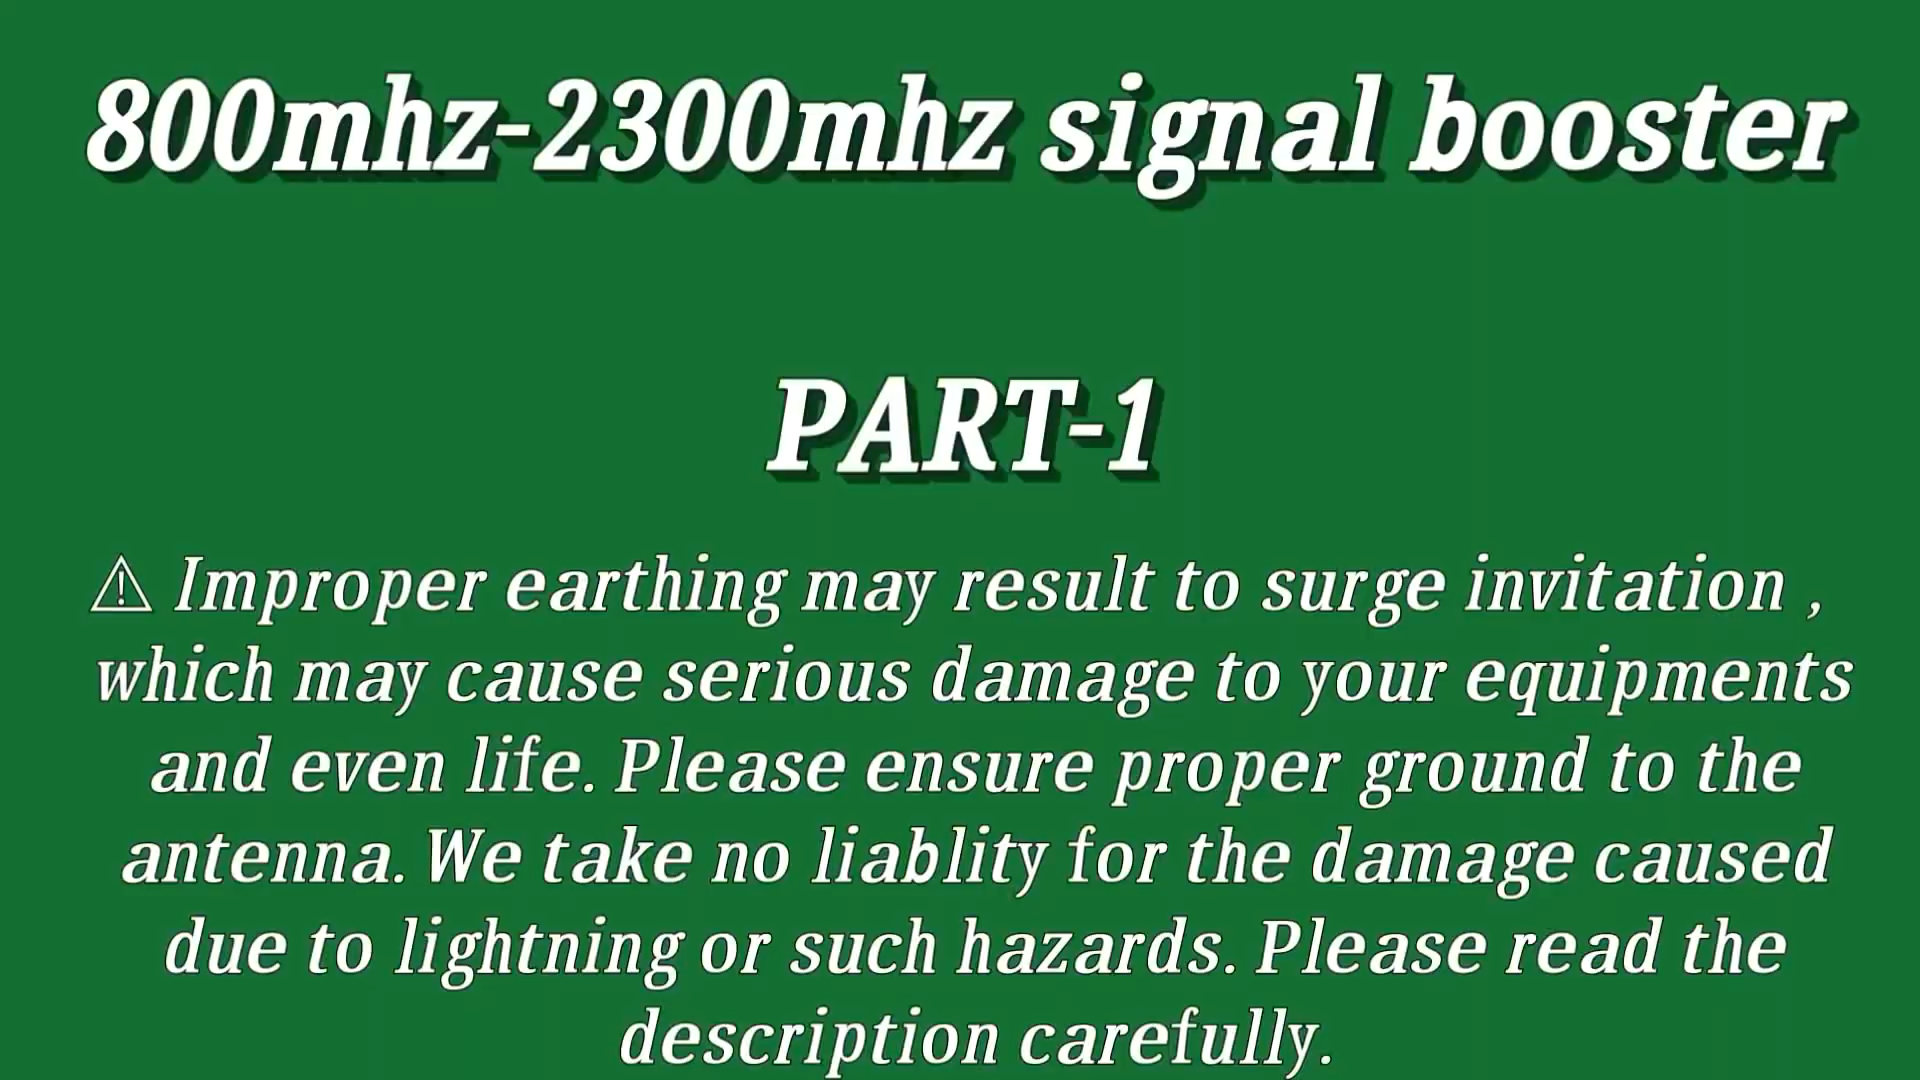 800mhz-2300mhz signal booster
PART-1
⚠ Improper earthing may result to surge invitation ,
which may cause serious damage to your equipments
and even life. Please ensure proper ground to the
antenna. We take no liablity for the damage caused
due to lightning or such hazards. Please read the
description carefully.